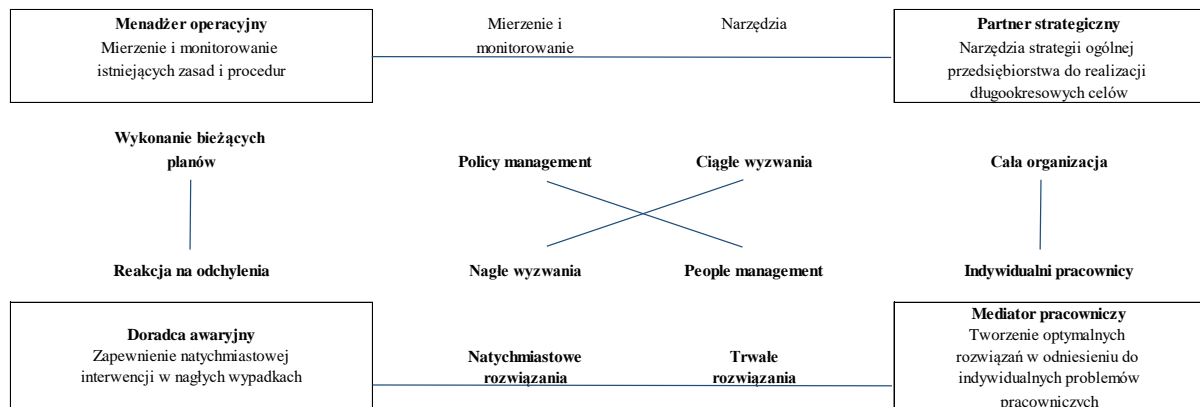 Menadżer operacyjny
Mierzenie i monitorowanie
istniejących zasad i procedur
Mierzenie i
monitorowanie
Narzędzia
Partner strategiczny
Narzędzia strategii ogólnej
przedsiębiorstwa do realizacji
długookresowych celów
Wykonanie bieżących
planów
Policy management
Ciągłe wyzwania
Cała organizacja
Reakcja na odchylenia
Nagłe wyzwania
People management
Indywidualni pracownicy
Doradca awaryjny
Zapewnienie natychmiastowej
interwencji w nagłych wypadkach
Natychmiastowe
rozwiązania
Trwałe
rozwiązania
Mediator pracowniczy
Tworzenie optymalnych
rozwiązań w odniesieniu do
indywidualnych problemów
pracowniczych